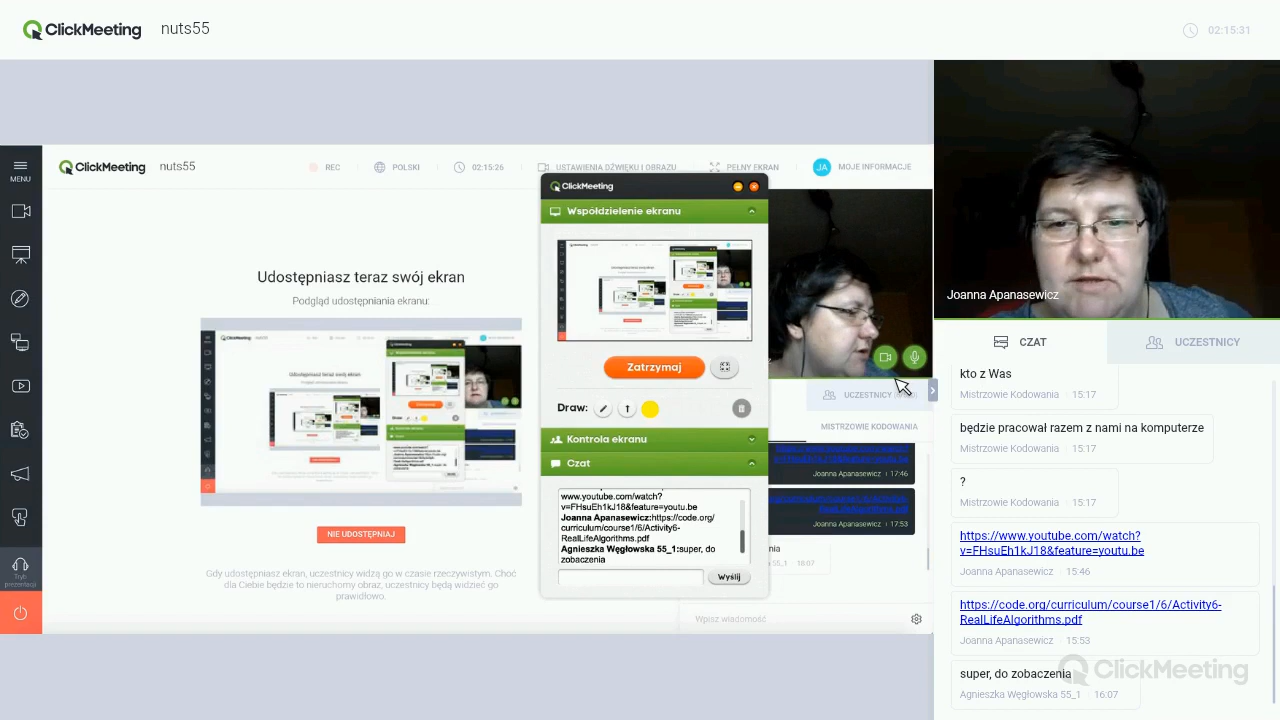 ClickMeeting nuts55
02:15:31
MENU
Tryb
prezentacji
ClickMeeting nuts55
REC
POLSKI
02:15:26
USTAWIENIA DŹWIĘKU I OBRAZU
PEŁNY EKRAN
JA MOJE INFORMACJE
Udostępniasz teraz swój ekran
Podgląd udostępniania ekranu:
NIE UDOSTĘPNIAJ
Gdy udostępniasz ekran, uczestnicy widzą go w czasie rzeczywistym. Choć
dla Ciebie będzie to nieruchomy obraz, uczestnicy będą widzieć go
prawidłowo.
ClickMeeting
Współdzielenie ekranu
Zatrzymaj
Draw:
Kontrola ekranu
Czat
www.youtube.com/watch?
v=FHsuEh1kJ18&feature=youtu.be
Joanna Apanasewicz:https://code.org/
curriculum/course1/6/Activity6-
RealLifeAlgorithms.pdf
Agnieszka Węgłowska 55_1:super, do
zobaczenia
Wyślij
UCZESTNICY
MISTRZOWIE KODOWANIA
Joanna Apanasewicz 17:46
RealLifeAlgorithms.pdf
Joanna Apanasewicz 17:53
55_1 18:07
Wpisz wiadomość
Joanna Apanasewicz
CZAT
UCZESTNICY
kto z Was
Mistrzowie Kodowania 15:17
będzie pracował razem z nami na komputerze
Mistrzowie Kodowania 15:17
?
Mistrzowie Kodowania 15:17
https://www.youtube.com/watch?
v=FHsuEh1kJ18&feature=youtu.be
Joanna Apanasewicz 15:46
https://code.org/curriculum/course1/6/Activity6-
RealLifeAlgorithms.pdf
Joanna Apanasewicz 15:53
super, do zobaczenia
Agnieszka Węgłowska 55_1 16:07
ClickMeeting